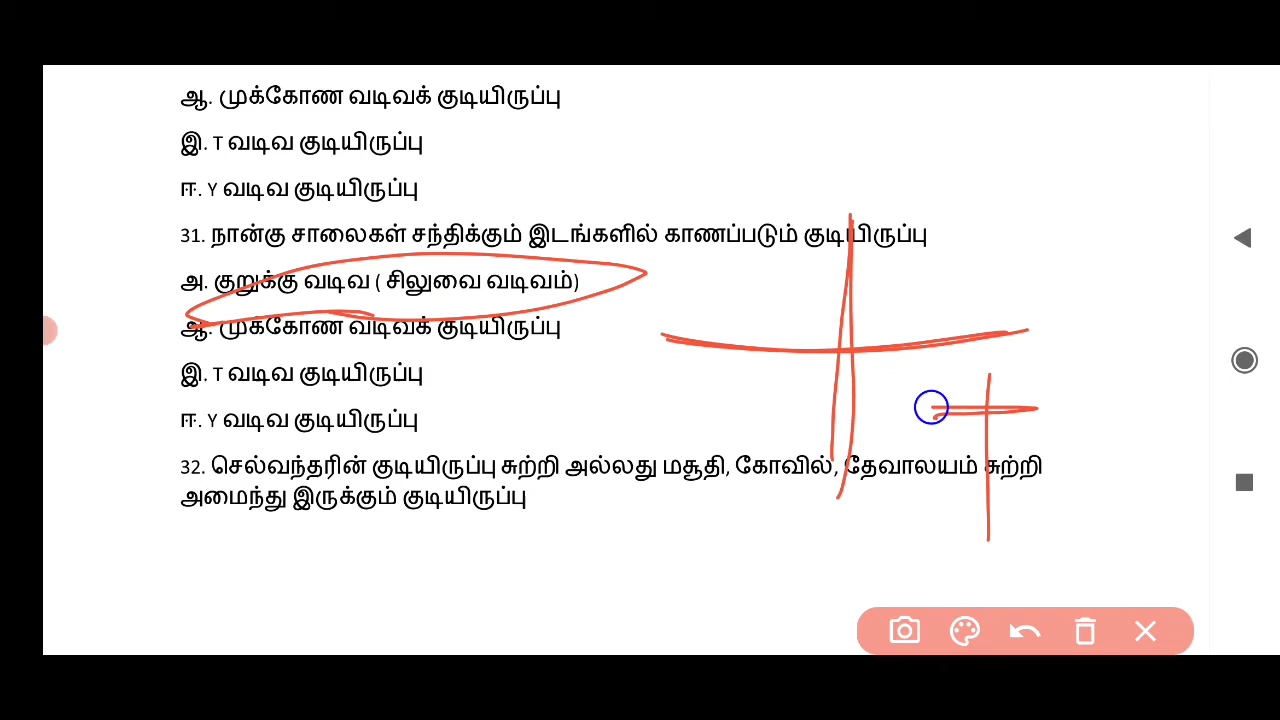 ஆ. முக்கோண வடிவக் குடியிருப்பு
இ. T வடிவ குடியிருப்பு
ஈ. Y வடிவ குடியிருப்பு
31. நான்கு சாலைகள் சந்திக்கும் இடங்களில் காணப்படும் குடியிருப்பு
அ. குறுக்கு வடிவ ( சிலுவை வடிவம்)
ஆ. முக்கோண வடிவக் குடியிருப்பு
இ. T வடிவ குடியிருப்பு
ஈ. Y வடிவ குடியிருப்பு
32. செல்வந்தரின் குடியிருப்பு சுற்றி அல்லது மசூதி, கோவில், தேவாலயம் சுற்றி
அமைந்து இருக்கும் குடியிருப்பு